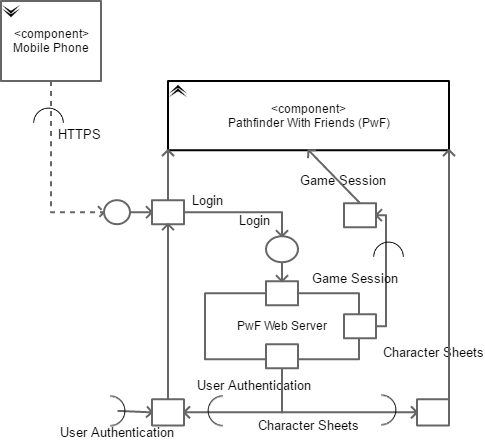 <component>
Mobile Phone
HTTPS
<component>
Pathfinder With Friends (PwF)
Game Session
Login
Login
Game Session
PwF Web Server
Character Sheets
User Authentication
Character Sheets
User Authentication